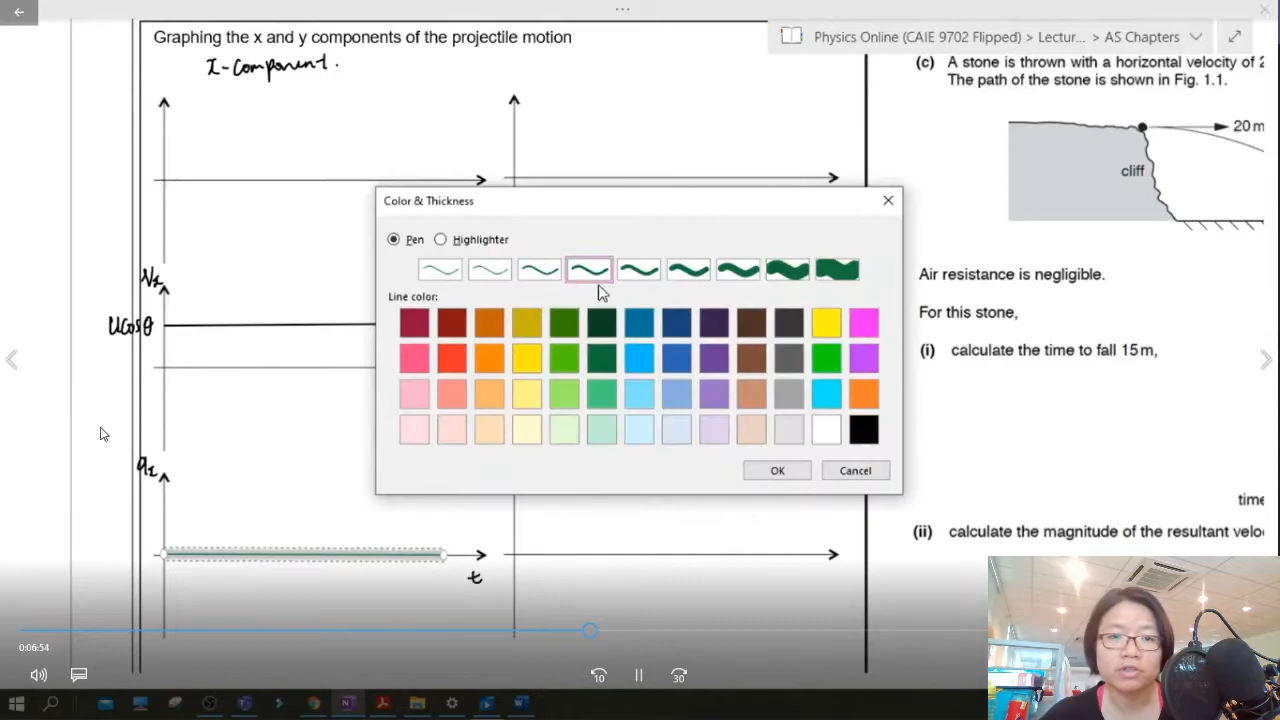 Graphing the x and y components of the projectile motion
x-component.
Physics Online (CAIE 9702 Flipped) > Lectur... > AS Chapters
(c) A stone is thrown with a horizontal velocity of 2
The path of the stone is shown in Fig. 1.1.
20 m
cliff
Color & Thickness
Pen
Highlighter
Line color:
Vx
Ucosθ
Air resistance is negligible.
For this stone,
(i) calculate the time to fall 15 m,
OK
Cancel
ax
time
(ii) calculate the magnitude of the resultant velo
t
0:06:54
10
30